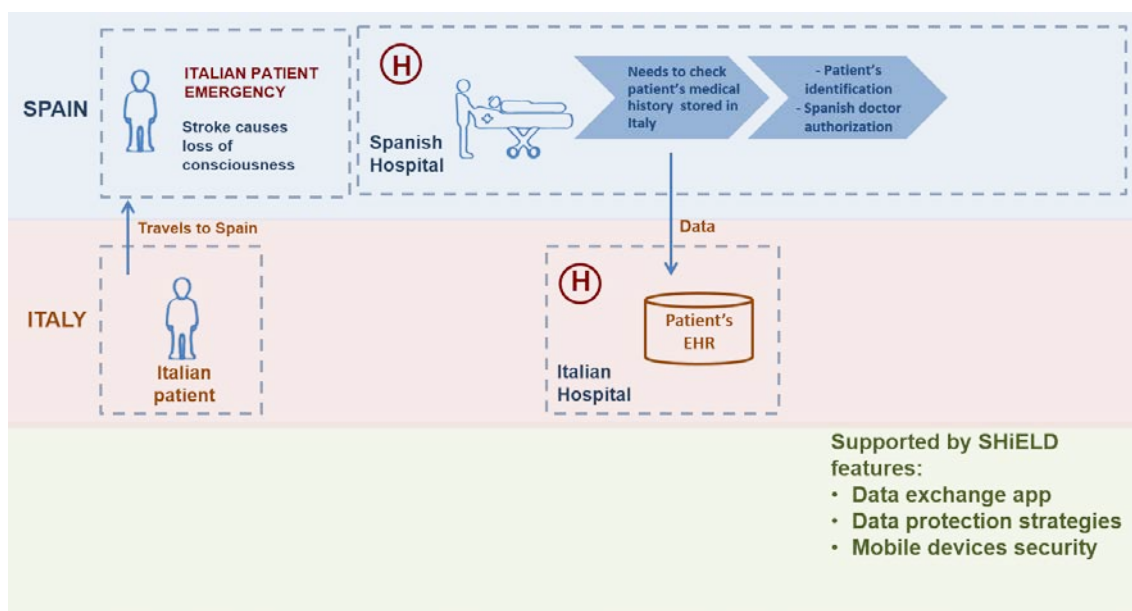 SPAIN
ITALIAN PATIENT
EMERGENCY
Stroke causes
loss of
consciousness
H
Spanish
Hospital
Needs to check
patient's medical
history stored in
Italy
- Patient's
identification
- Spanish doctor
authorization
Travels to Spain
Data
ITALY
Italian
patient
H
Italian
Hospital
Patient's
EHR
Supported by SHiELD
features:
• Data exchange app
• Data protection strategies
• Mobile devices security